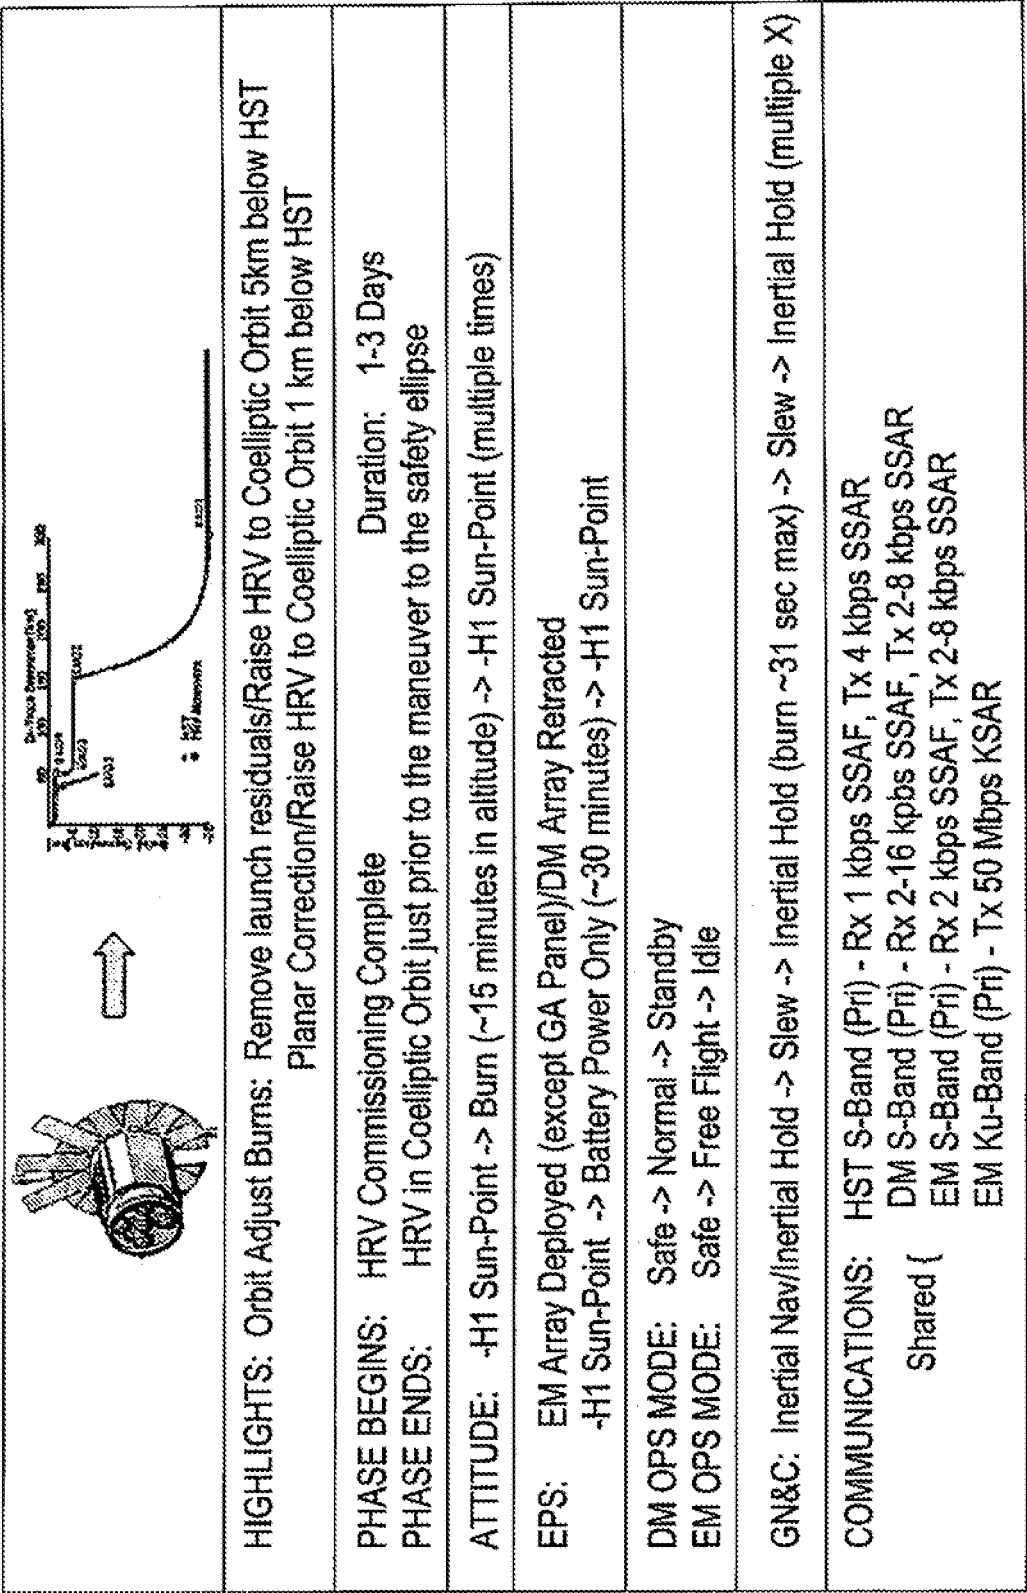 HIGHLIGHTS: Orbit Adjust Burns: Remove launch residuals/Raise HRV to Coelliptic Orbit 5km below HST
Planar Correction/Raise HRV to Coelliptic Orbit 1 km below HST
PHASE BEGINS: HRV Commissioning Complete Duration: 1-3 Days
PHASE ENDS: HRV in Coelliptic Orbit just prior to the maneuver to the safety ellipse
ATTITUDE: -H1 Sun-Point -> Burn (~15 minutes in altitude) -> -H1 Sun-Point (multiple times)
EPS: EM Array Deployed (except GA Panel)/DM Array Retracted
-H1 Sun-Point -> Battery Power Only (~30 minutes) -> -H1 Sun-Point
DM OPS MODE: Safe -> Normal -> Standby
EM OPS MODE: Safe -> Free Flight -> Idle
GN&C: Inertial Nav/Inertial Hold -> Slew -> Inertial Hold (burn ~31 sec max) -> Slew -> Inertial Hold (multiple X)
COMMUNICATIONS: HST S-Band (Pri) - Rx 1 kbps SSAF, Tx 4 kbps SSAR
DM S-Band (Pri) - Rx 2-16 kpbs SSAF, Tx 2-8 kbps SSAR
Shared { EM S-Band (Pri) - Rx 2 kbps SSAF, Tx 2-8 kbps SSAR
EM Ku-Band (Pri) - Tx 50 Mbps KSAR